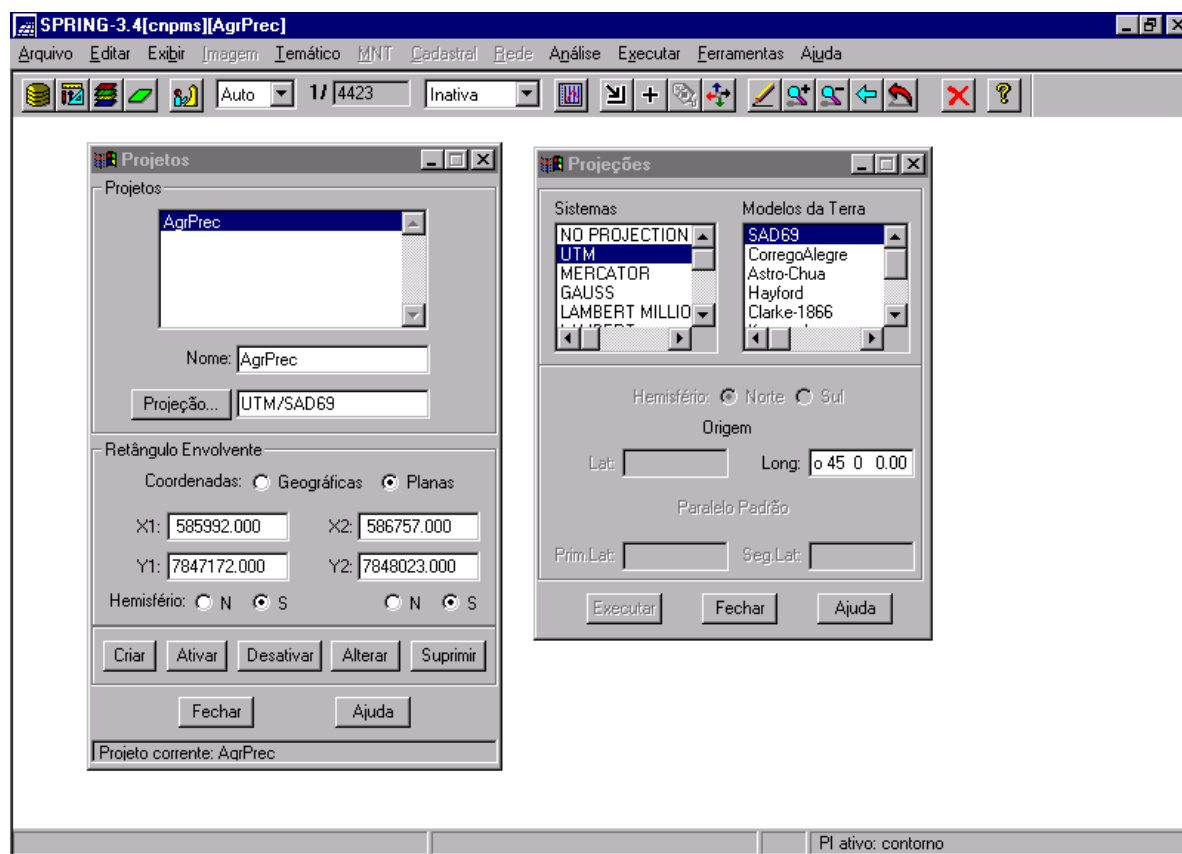 SPRING-3.4[cnpms][AgrPrec]
Arquivo Editar Exibir Imagem Temático MNT Cadastral Rede Análise Executar Ferramentas Ajuda
Auto 1/ 4423 Inativa
Projetos
Projetos
AgrPrec
Nome: AgrPrec
Projeção... UTM/SAD69
Retângulo Envolvente
Coordenadas: Geográficas Planas
X1: 585992.000 X2: 586757.000
Y1: 7847172.000 Y2: 7848023.000
Hemisfério: N S N S
Criar Ativar Desativar Alterar Suprimir
Fechar Ajuda
Projeto corrente: AgrPrec
Projeções
Sistemas
NO PROJECTION
UTM
MERCATOR
GAUSS
LAMBERT MILLIO
Modelos da Terra
SAD69
CorregoAlegre
Astro-Chua
Hayford
Clarke-1866
Hemisfério: Norte Sul
Origem
Lat: Long: o 45 0 0.00
Paralelo Padrão
Prim.Lat: Seg.Lat:
Executar Fechar Ajuda
PI ativo: contorno